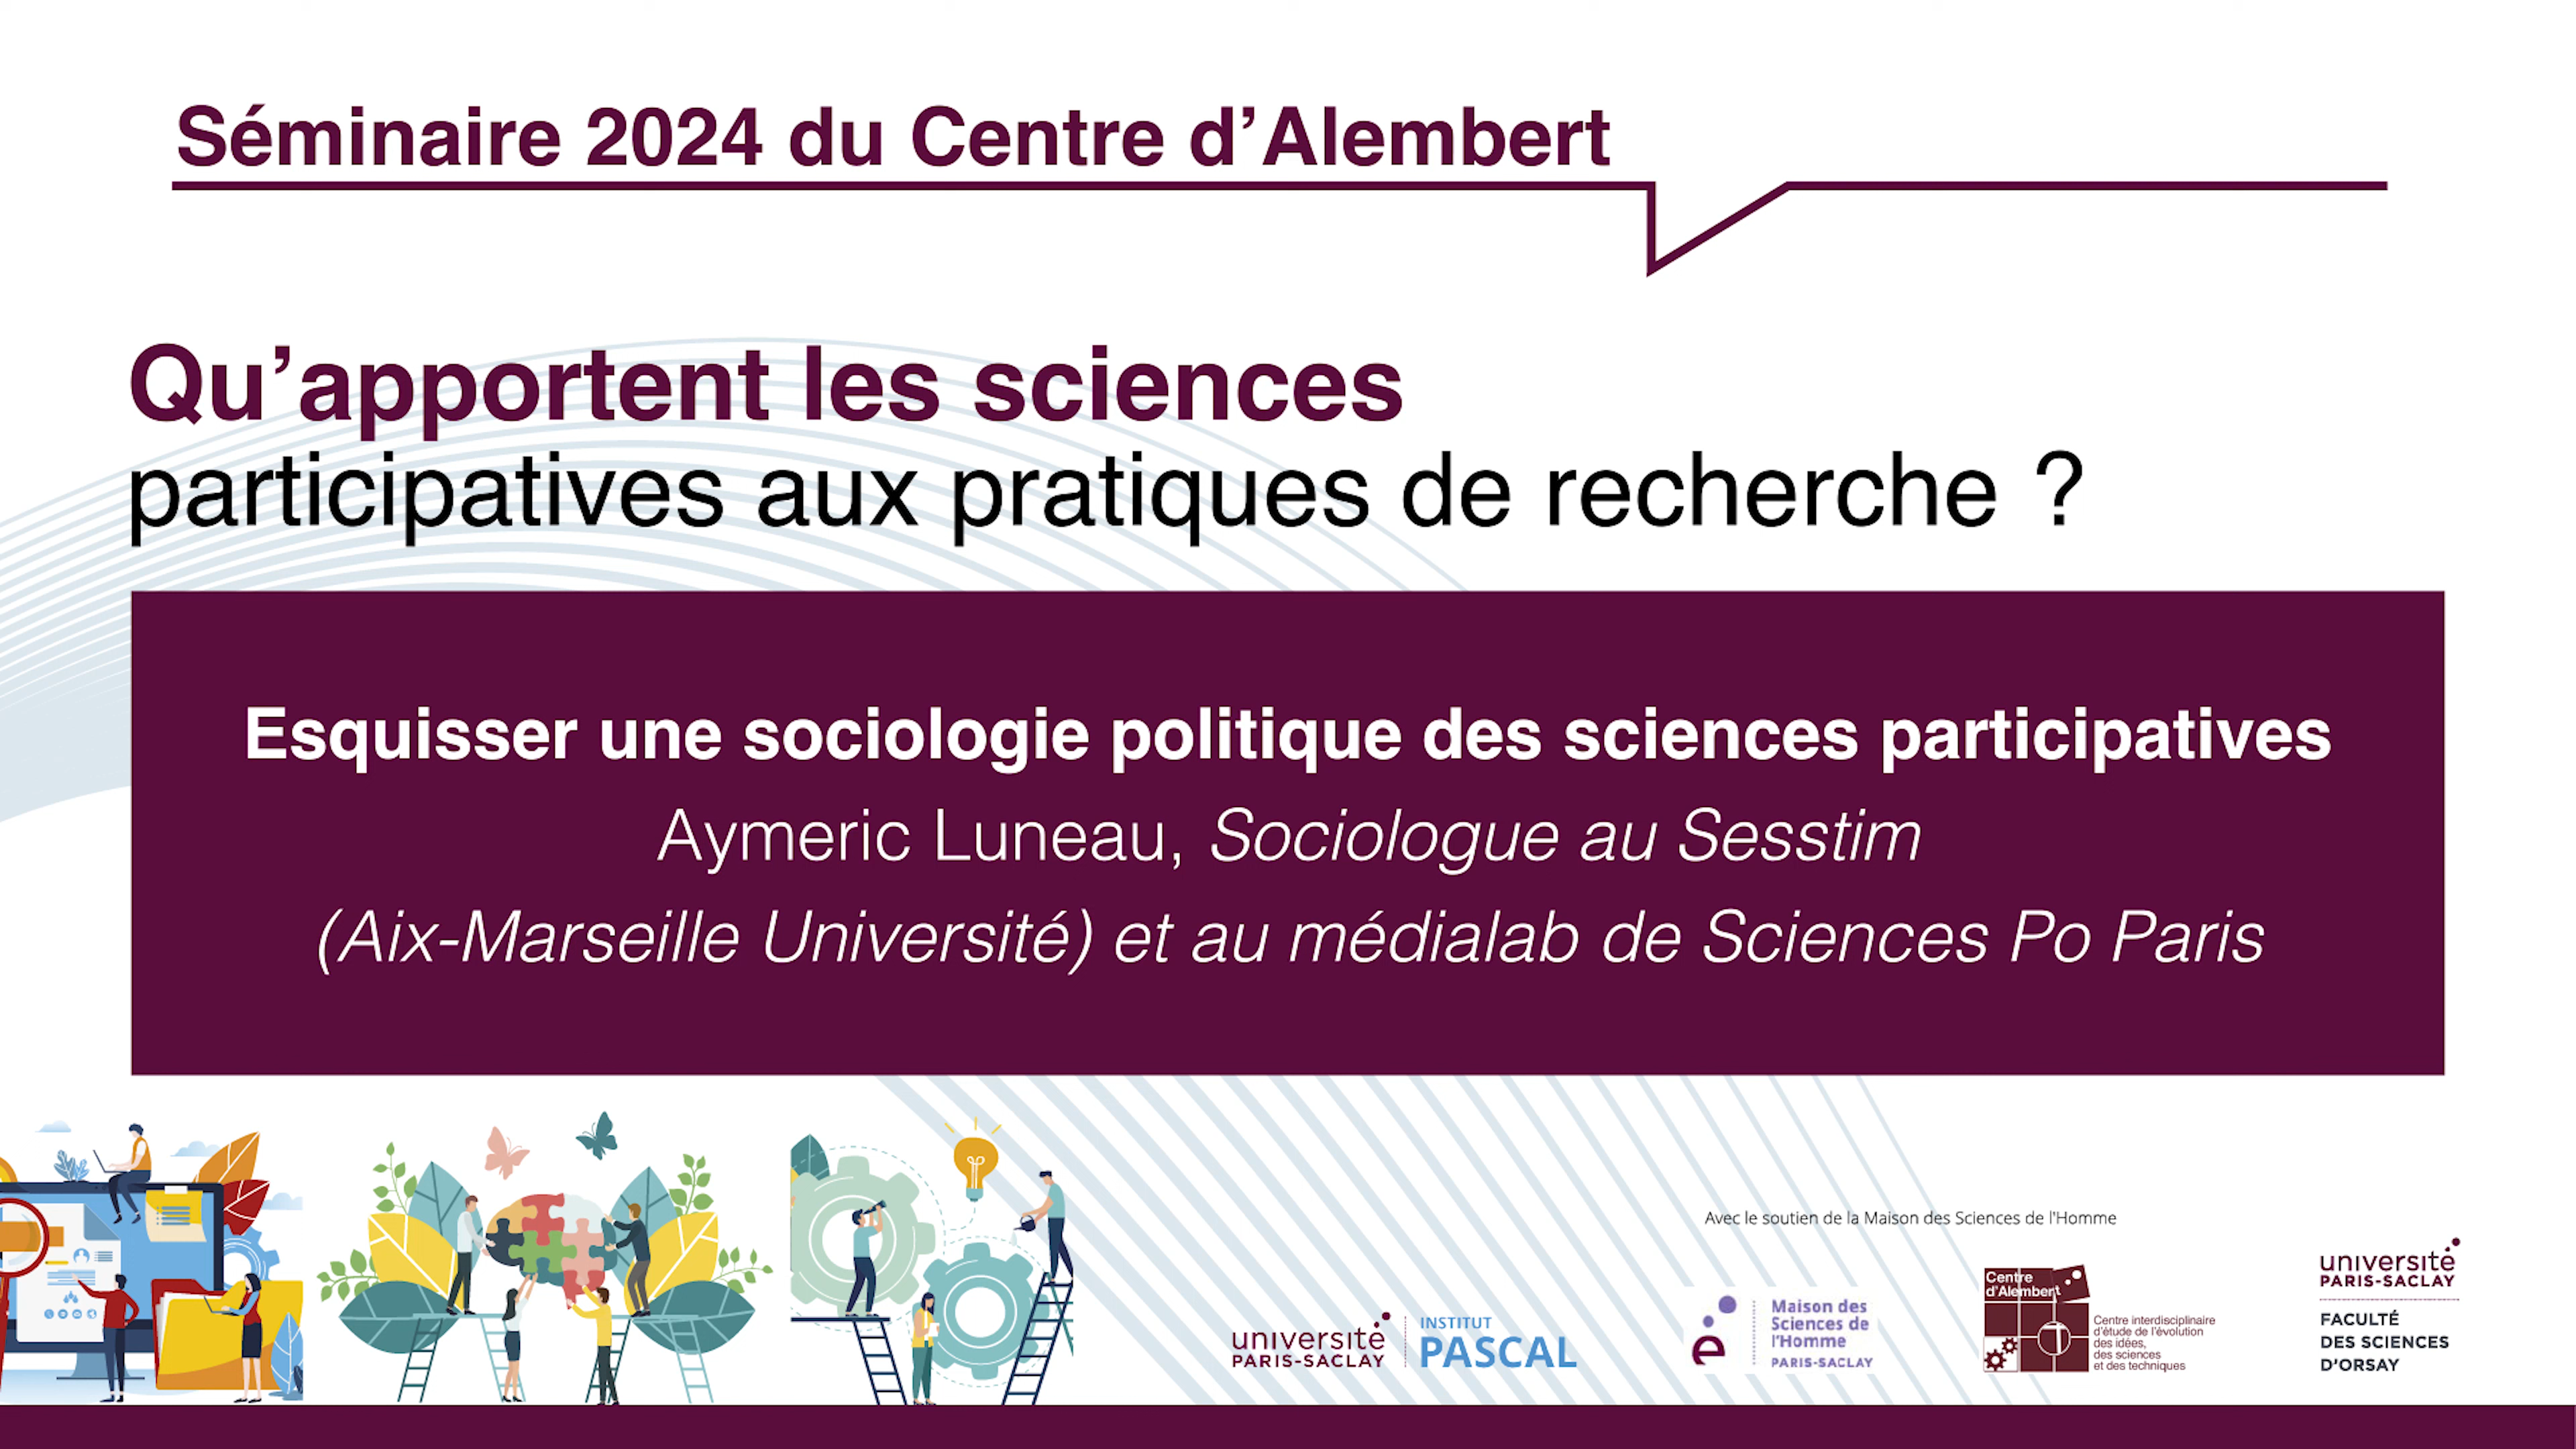 Séminaire 2024 du Centre d’Alembert
Qu’apportent les sciences
participatives aux pratiques de recherche ?
Esquisser une sociologie politique des sciences participatives
Aymeric Luneau, Sociologue au Sesstim
(Aix-Marseille Université) et au médialab de Sciences Po Paris
Avec le soutien de la Maison des Sciences de l'Homme
université
PARIS-SACLAY
INSTITUT
PASCAL
Maison des
Sciences de
l'Homme
PARIS-SACLAY
Centre
d'Alembert
Centre interdisciplinaire
d'étude de l'évolution
des idées,
des sciences
et des techniques
université
PARIS-SACLAY
FACULTÉ
DES SCIENCES
D'ORSAY